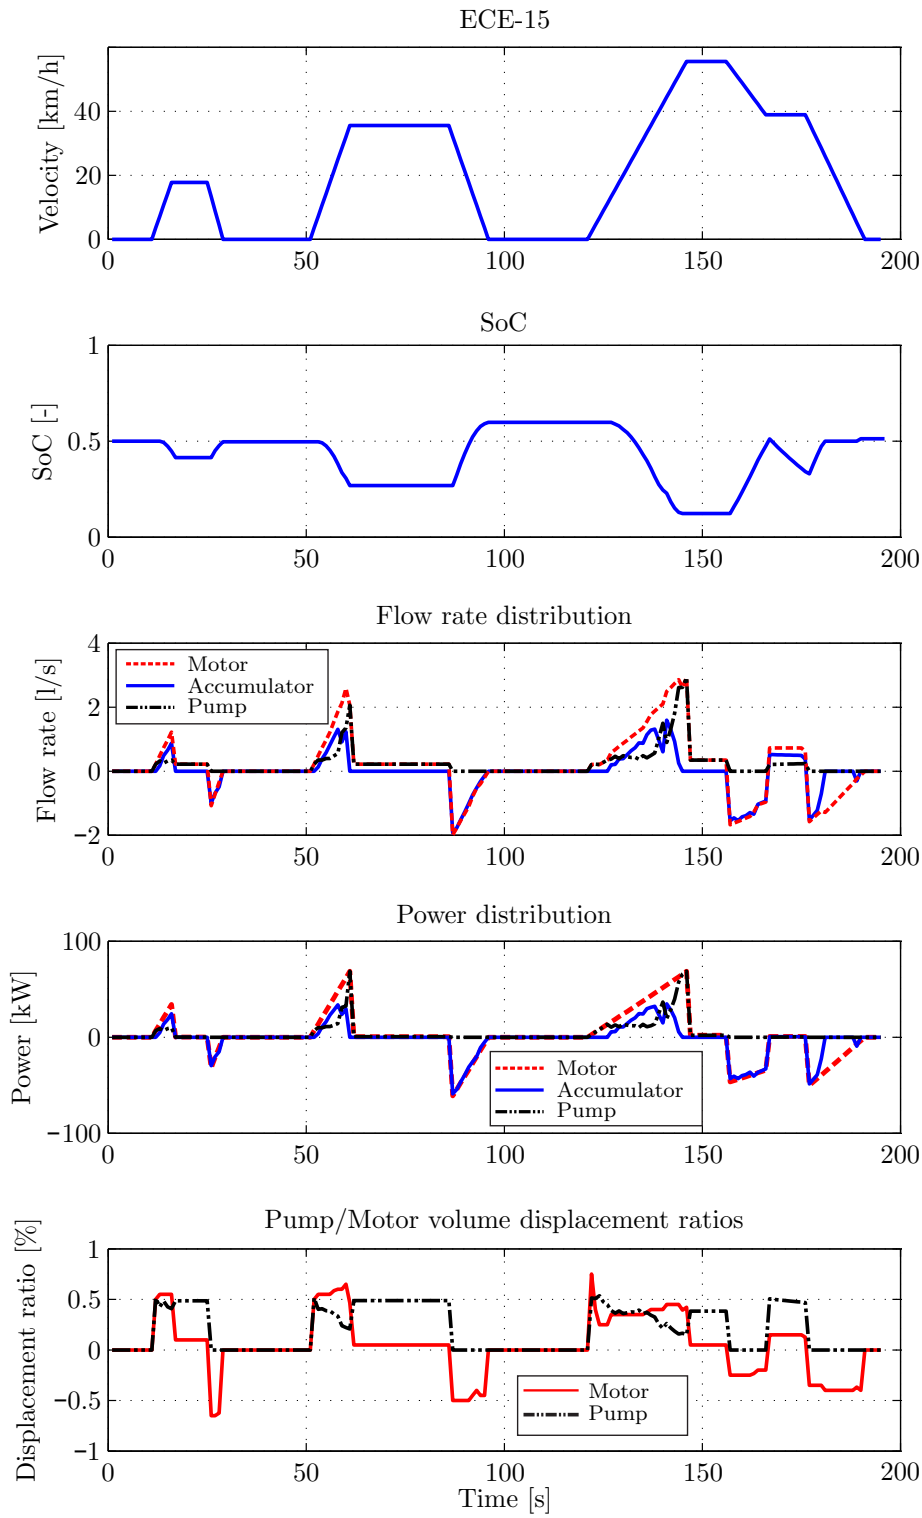 ECE-15
Velocity [km/h]
40
20
0
0 50 100 150 200
SoC
SoC [-]
1
0.5
0
0 50 100 150 200
Flow rate distribution
Flow rate [l/s]
4
2
0
−2
Motor
Accumulator
Pump
0 50 100 150 200
Power distribution
Power [kW]
100
0
−100
Motor
Accumulator
Pump
0 50 100 150 200
Pump/Motor volume displacement ratios
Displacement ratio [%]
1
0.5
0
−0.5
−1
Motor
Pump
0 50 100 150 200
Time [s]